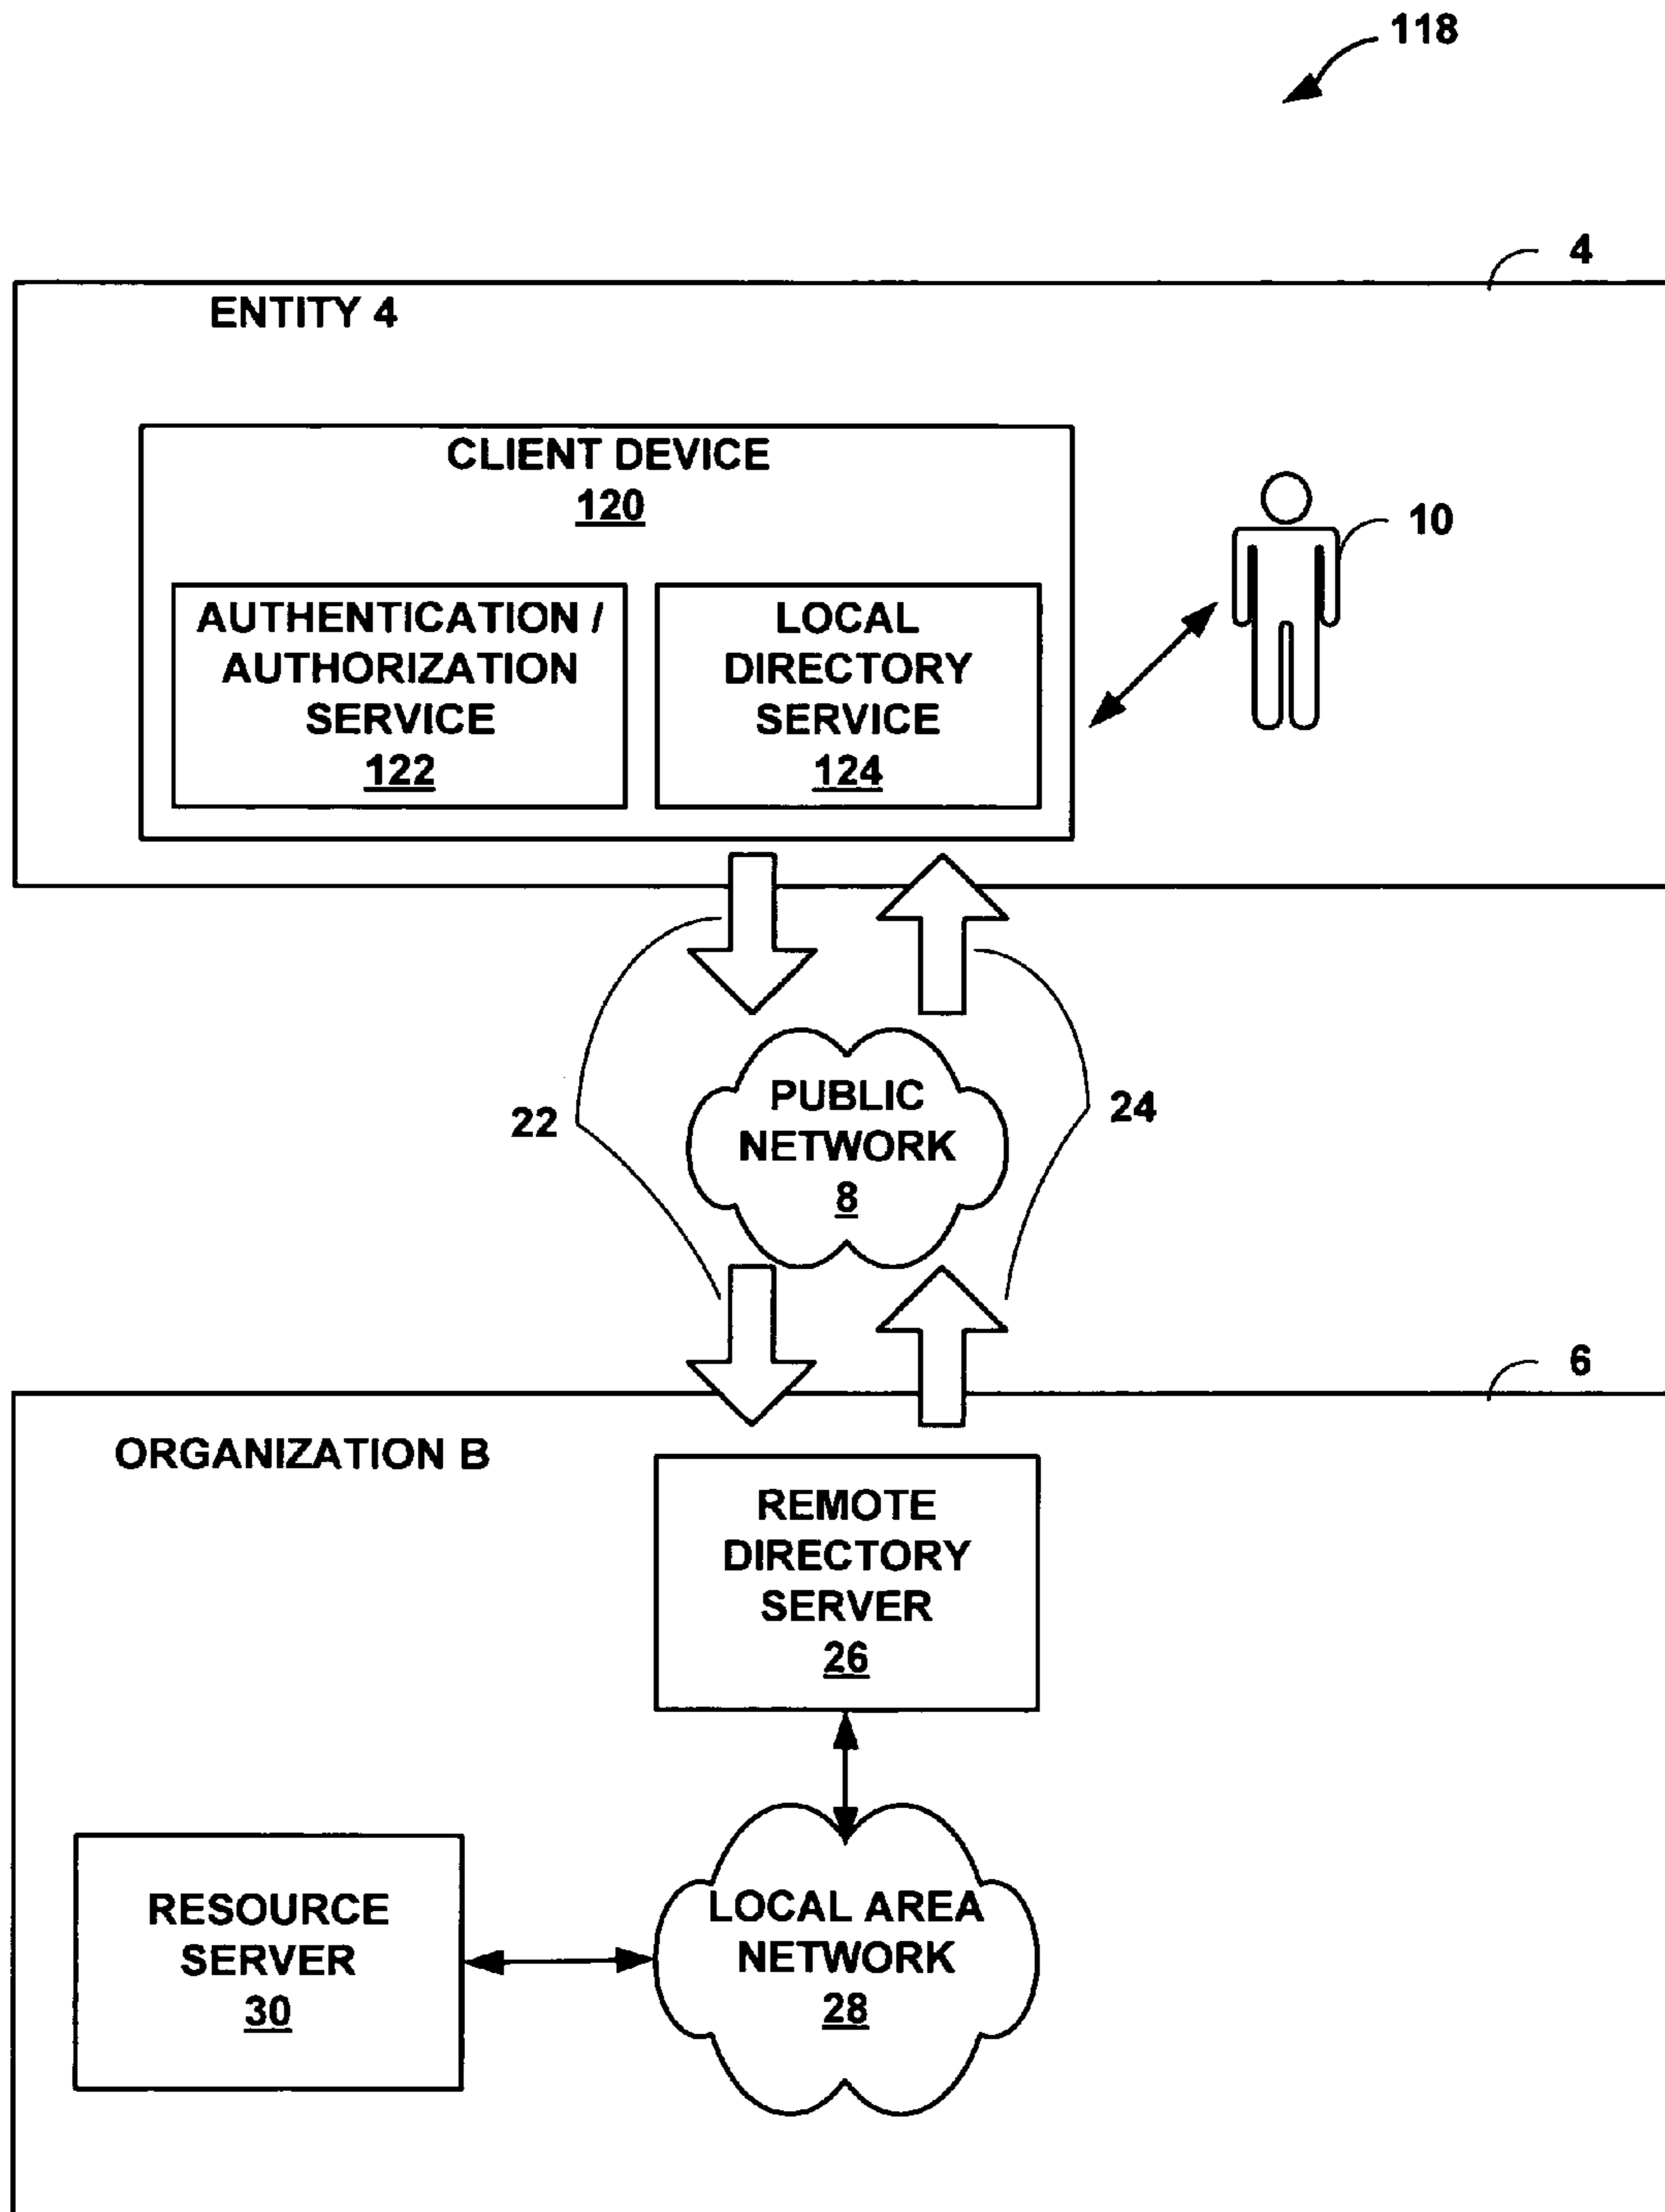 118
4
ENTITY 4
CLIENT DEVICE
120
10
AUTHENTICATION /
AUTHORIZATION
SERVICE
122
LOCAL
DIRECTORY
SERVICE
124
22
PUBLIC
NETWORK
8
24
6
ORGANIZATION B
REMOTE
DIRECTORY
SERVER
26
RESOURCE
SERVER
30
LOCAL AREA
NETWORK
28